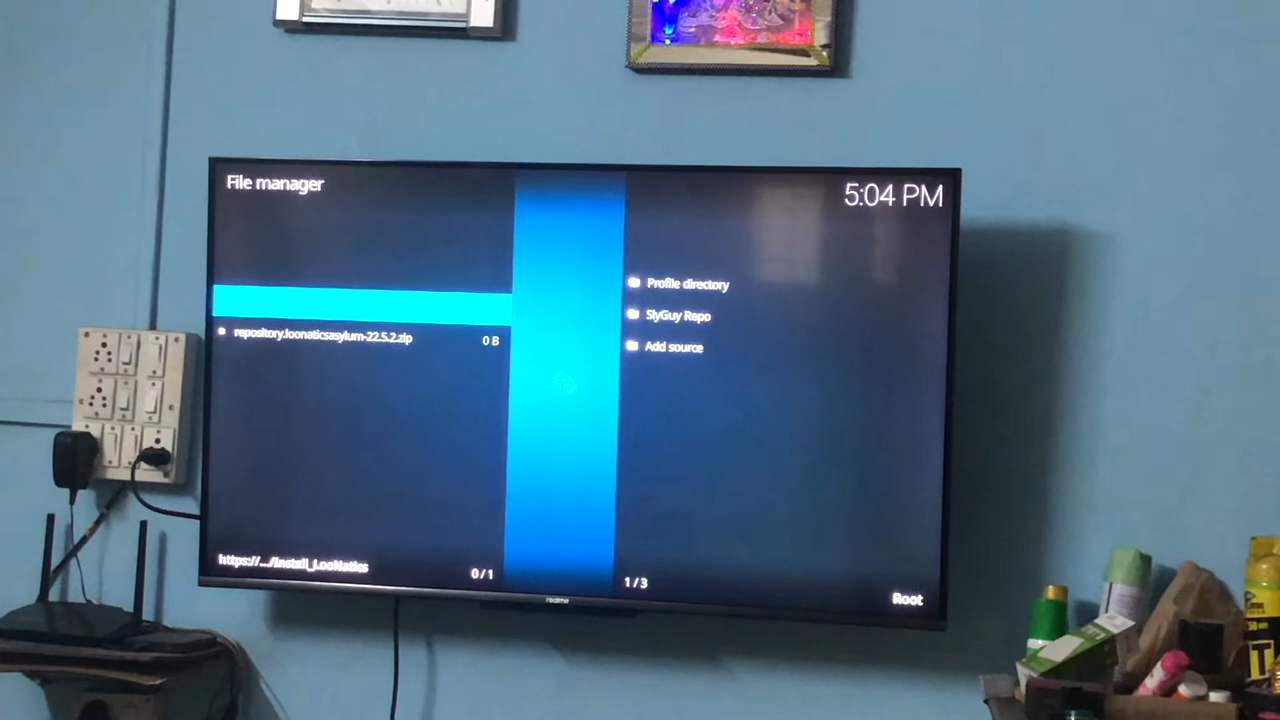 File manager
5:04 PM
repository.loonaticsasylum-22.5.2.zip
0 B
https://.../Install_LooNatics
0 / 1
Profile directory
SlyGuy Repo
Add source
1 / 3
Root
realme
T